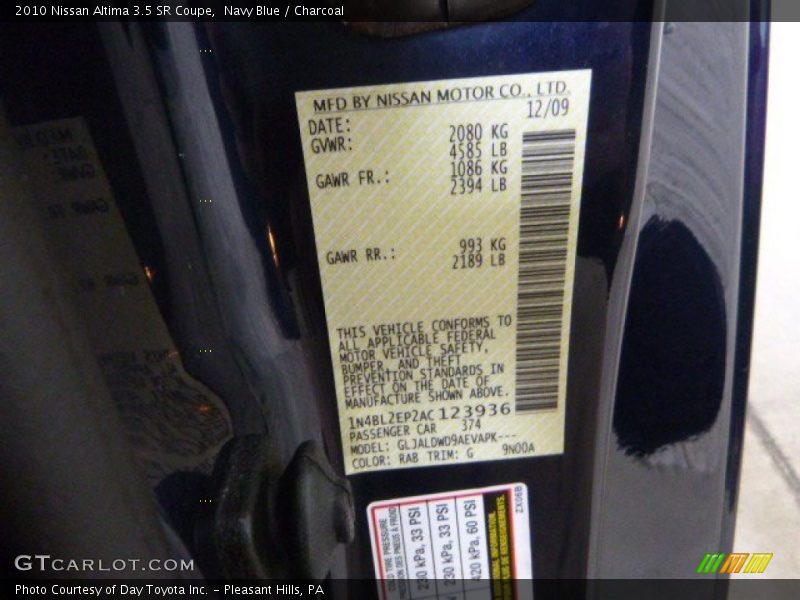 2010 Nissan Altima 3.5 SR Coupe, Navy Blue / Charcoal
MFD BY NISSAN MOTOR CO., LTD.
DATE: 12/09
GVWR: 2080 KG
4585 LB
GAWR FR.: 1086 KG
2394 LB
GAWR RR.: 993 KG
2189 LB
THIS VEHICLE CONFORMS TO
ALL APPLICABLE FEDERAL
MOTOR VEHICLE SAFETY,
BUMPER, AND THEFT
PREVENTION STANDARDS IN
EFFECT ON THE DATE OF
MANUFACTURE SHOWN ABOVE.
1N4BL2EP2AC123936
PASSENGER CAR 374
MODEL: GLJALDWD9AEVAPK---
COLOR: RAB TRIM: G 9N00A
TIRE PRESSURE
230 kPa, 33 PSI
230 kPa, 33 PSI
420 kPa, 60 PSI
ZX06B
GTCARLOT.COM
Photo Courtesy of Day Toyota Inc. - Pleasant Hills, PA